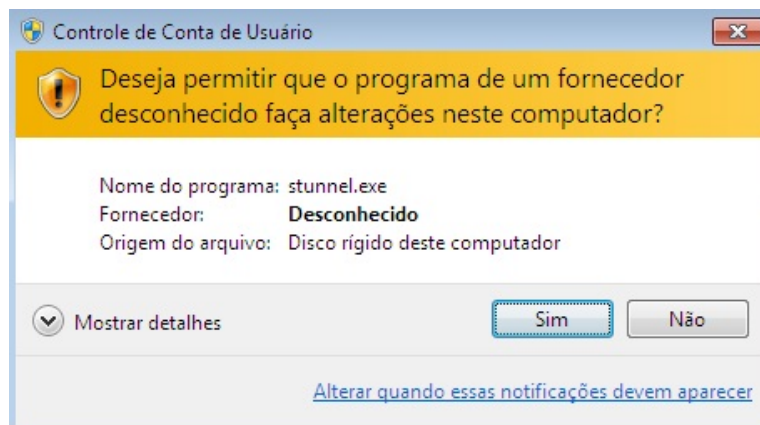 Controle de Conta de Usuário
Deseja permitir que o programa de um fornecedor
desconhecido faça alterações neste computador?
Nome do programa: stunnel.exe
Fornecedor: Desconhecido
Origem do arquivo: Disco rígido deste computador
Mostrar detalhes Sim Não
Alterar quando essas notificações devem aparecer